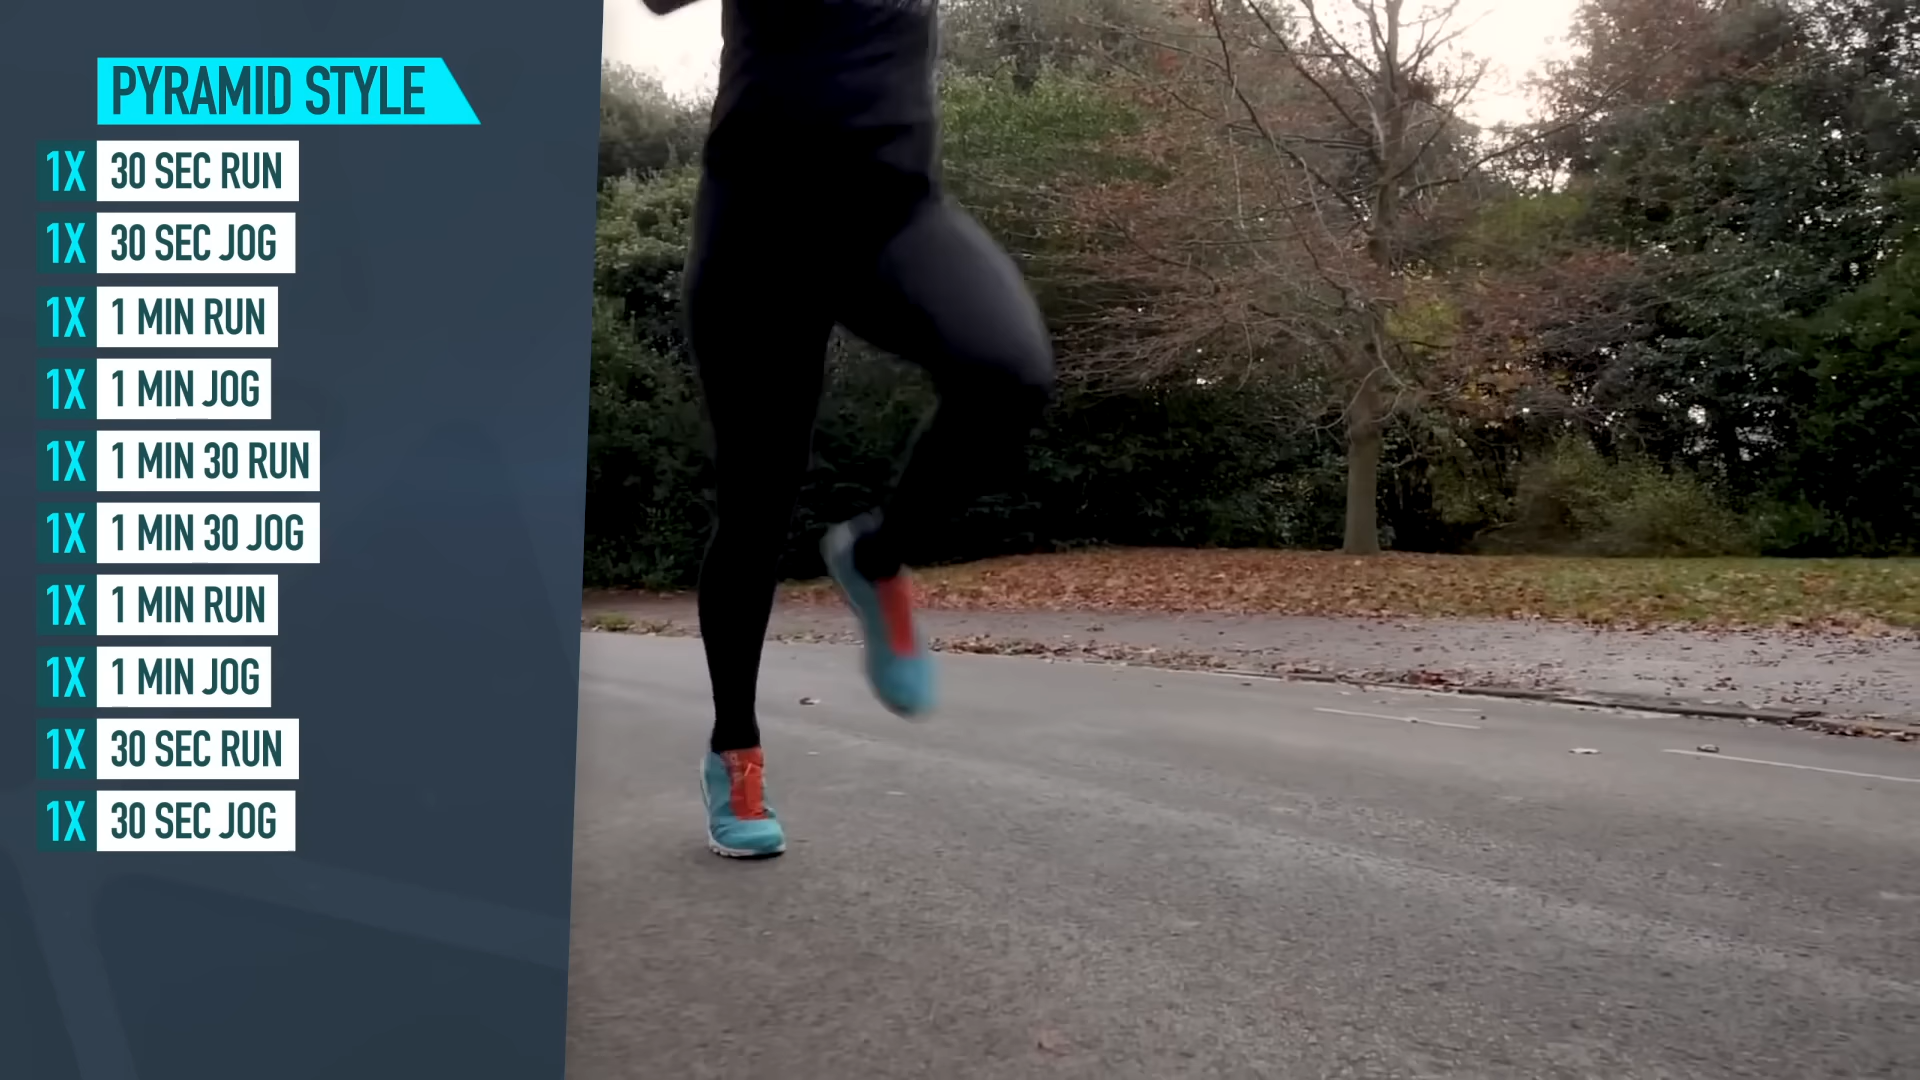 PYRAMID STYLE
1X 30 SEC RUN
1X 30 SEC JOG
1X 1 MIN RUN
1X 1 MIN JOG
1X 1 MIN 30 RUN
1X 1 MIN 30 JOG
1X 1 MIN RUN
1X 1 MIN JOG
1X 30 SEC RUN
1X 30 SEC JOG